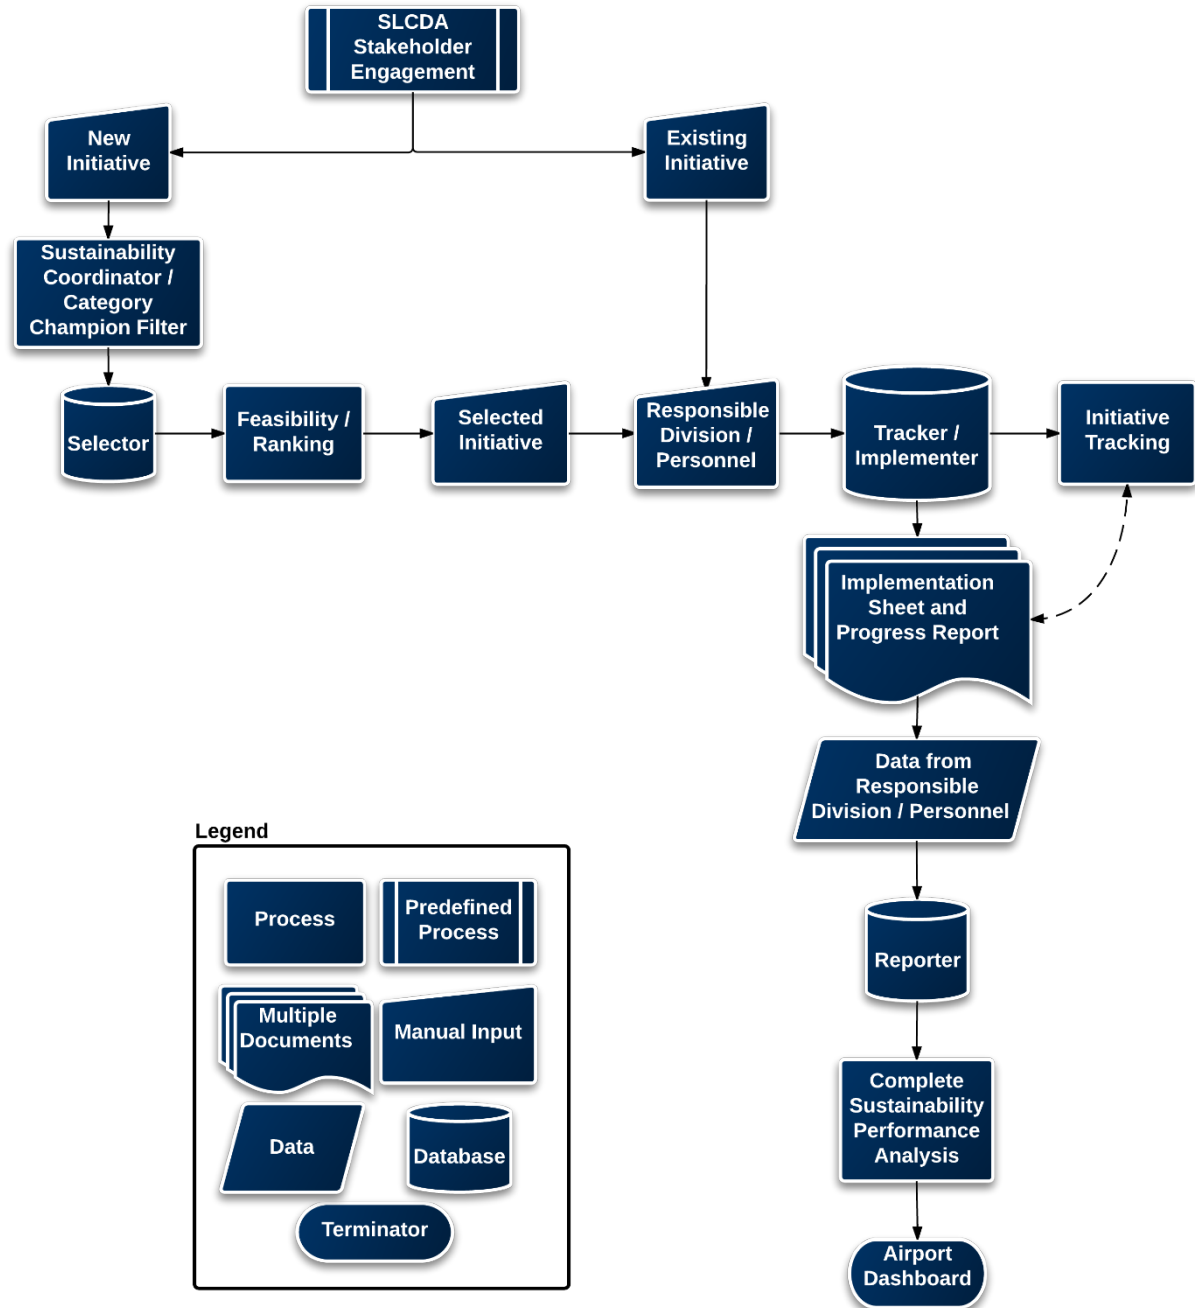 SLCDA
Stakeholder
Engagement
New
Initiative
Existing
Initiative
Sustainability
Coordinator /
Category
Champion Filter
Selector
Feasibility /
Ranking
Selected
Initiative
Responsible
Division /
Personnel
Tracker /
Implementer
Initiative
Tracking
Implementation
Sheet and
Progress Report
Data from
Responsible
Division / Personnel
Reporter
Complete
Sustainability
Performance
Analysis
Airport
Dashboard
Legend
Process
Predefined
Process
Multiple
Documents
Manual Input
Data
Database
Terminator